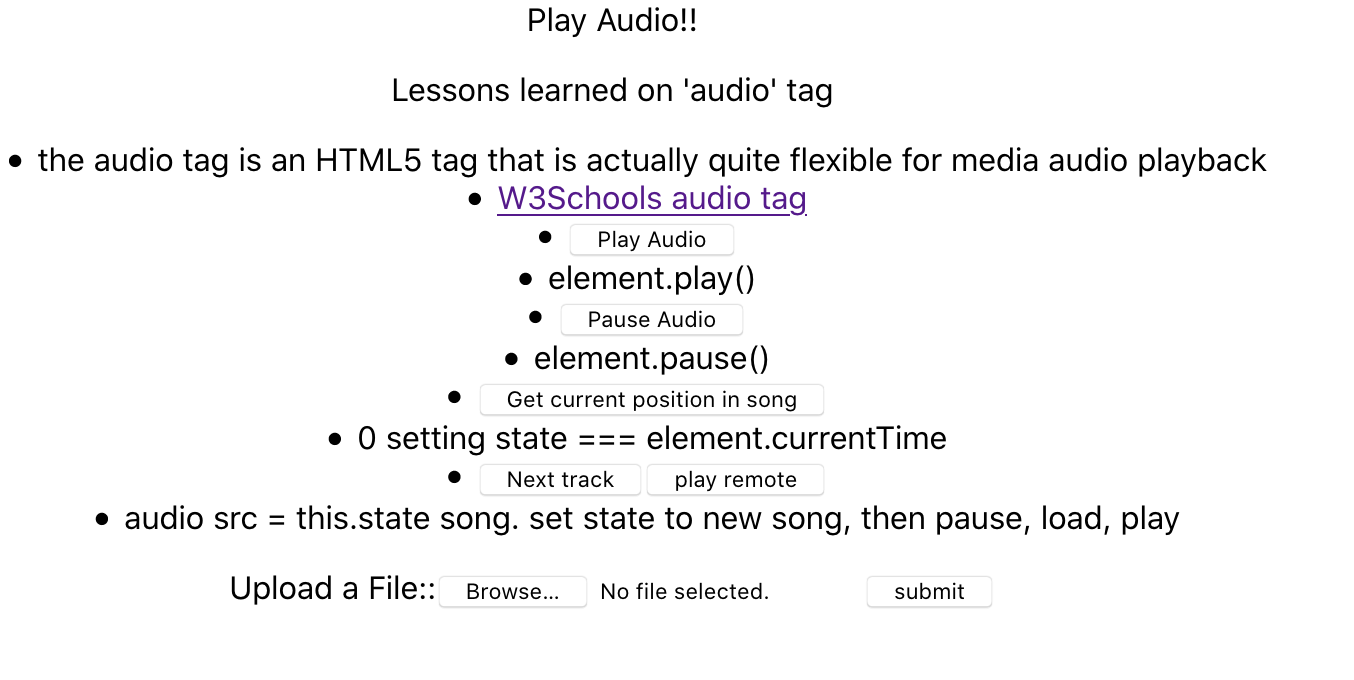 Play Audio!!
Lessons learned on 'audio' tag
• the audio tag is an HTML5 tag that is actually quite flexible for media audio playback
• W3Schools audio tag
• Play Audio
• element.play()
• Pause Audio
• element.pause()
• Get current position in song
• 0 setting state === element.currentTime
• Next track play remote
• audio src = this.state song. set state to new song, then pause, load, play
Upload a File:: Browse... No file selected. submit